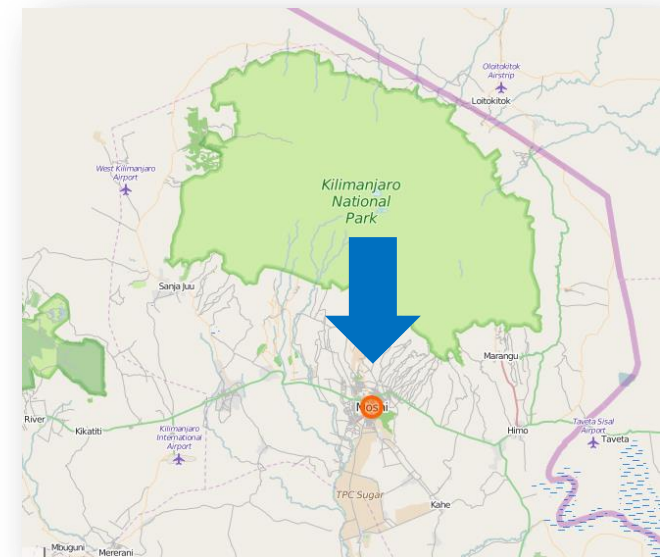 Oloitokitok
Airstrip
Loitokitok
West Kilimanjaro
Airport
Kilimanjaro
National
Park
Sanja Juu
Marangu
Moshi
River
Kikatiti
Kilimanjaro
International
Airport
Himo
Taveta Sisal
Airport
Taveta
TPC Sugar
Kahe
Mbuguni
Mererani